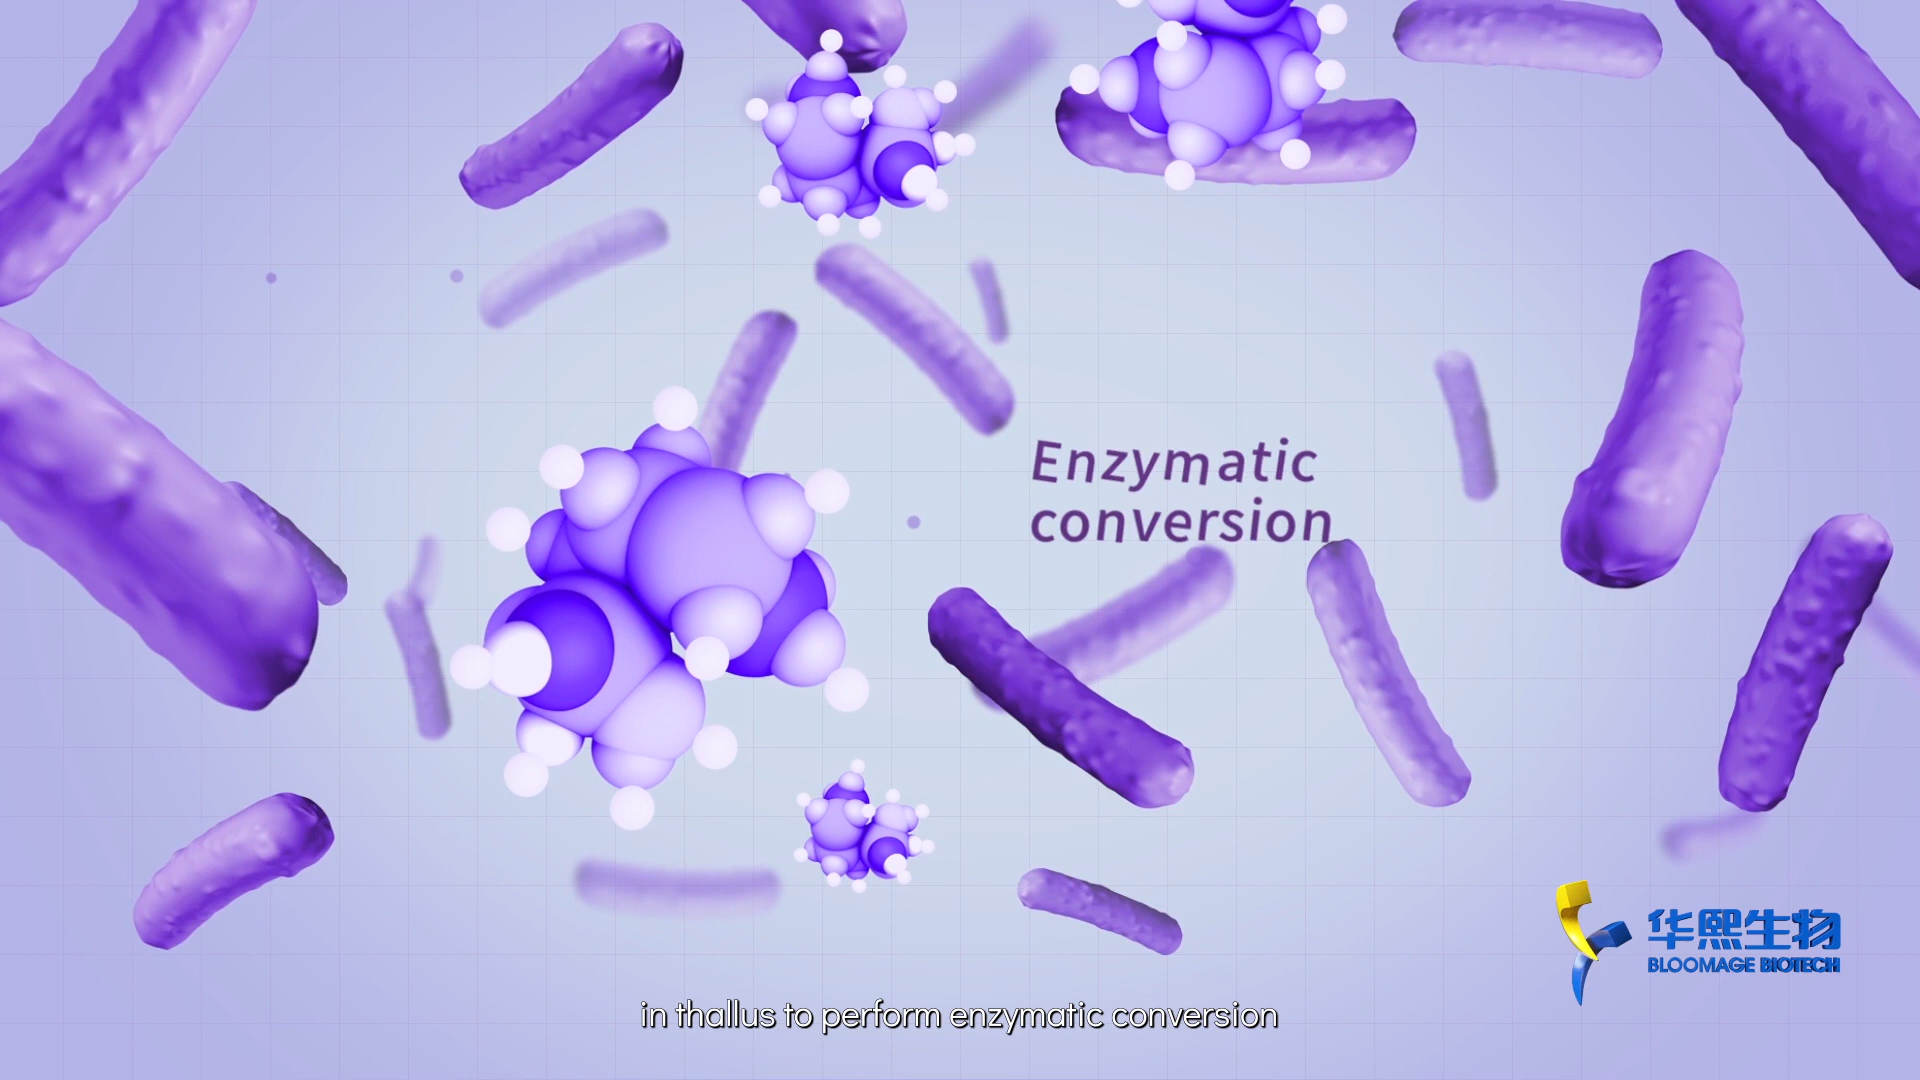 Enzymatic
conversion
华熙生物
BLOOMAGE BIOTECH
in thallus to perform enzymatic conversion